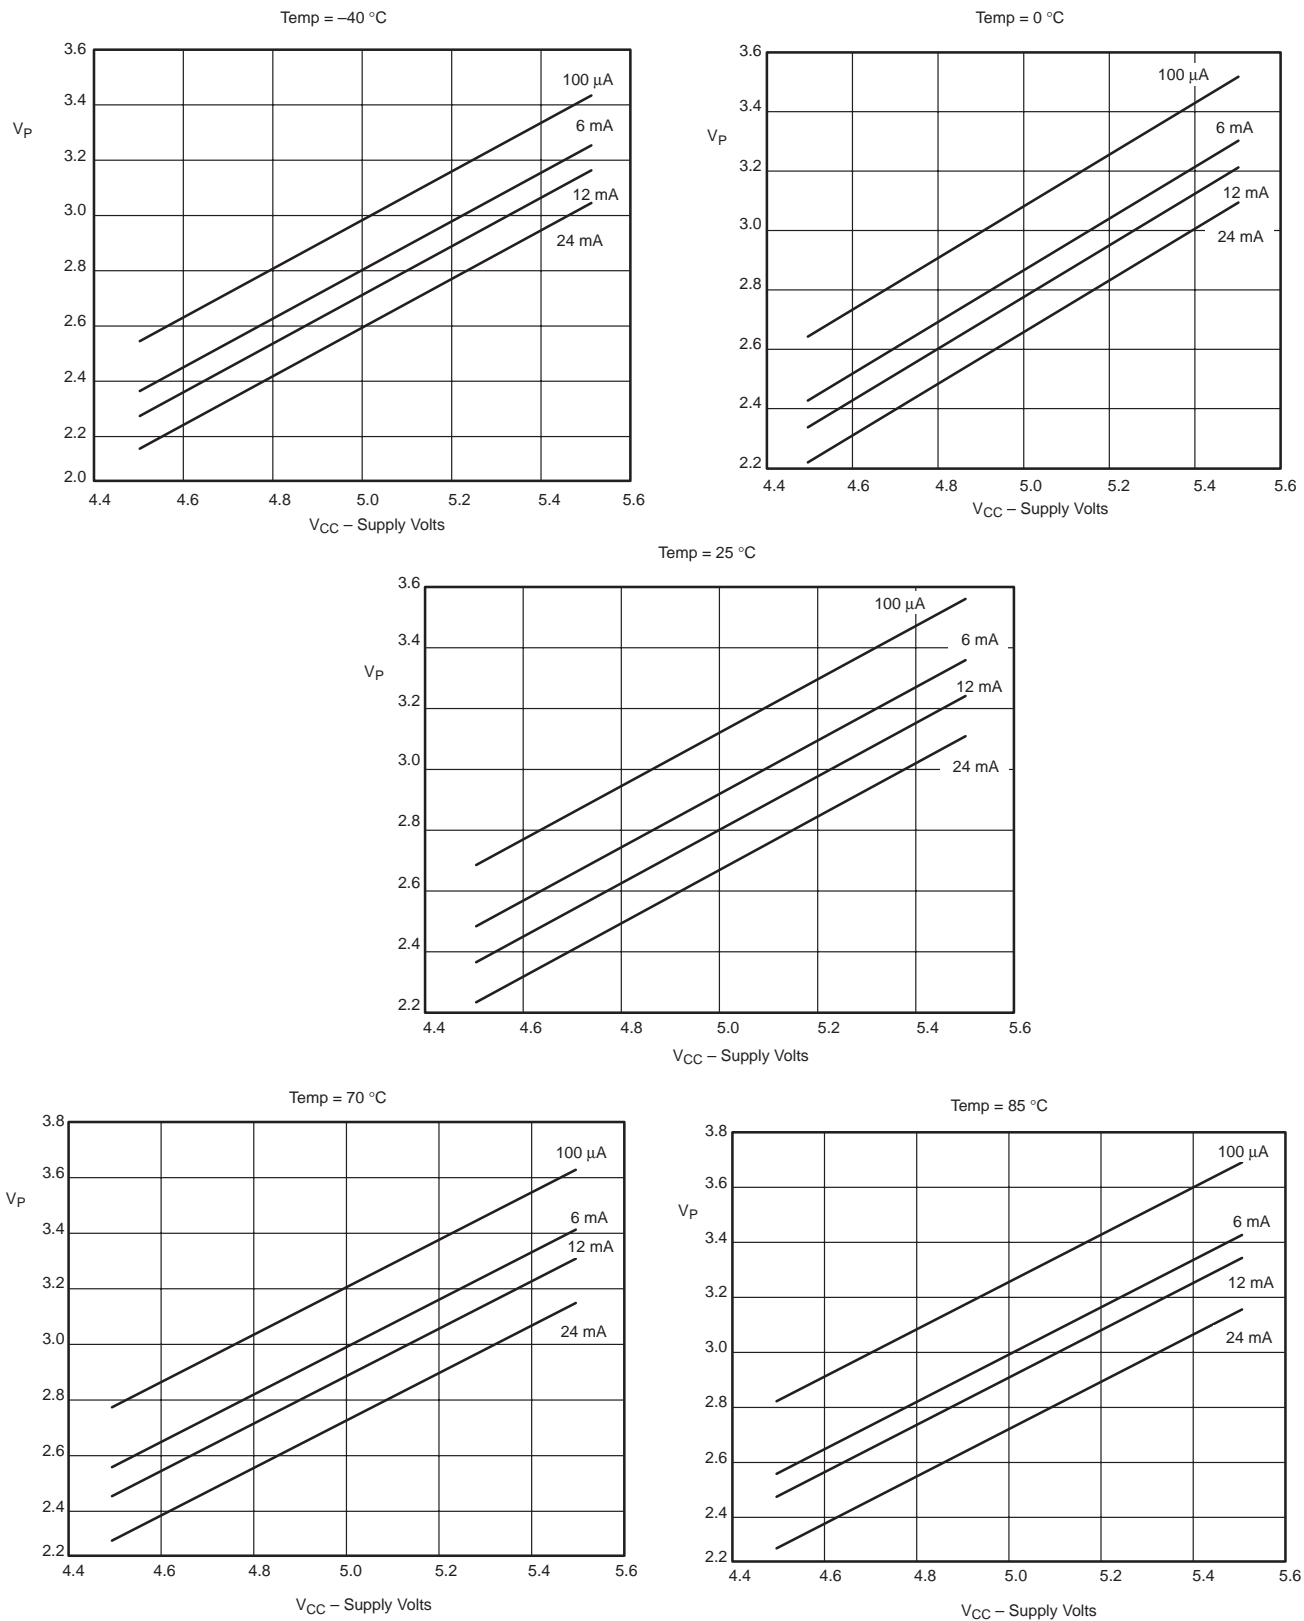 Temp = –40 °C
3.6
3.4
3.2
3.0
2.8
2.6
2.4
2.2
2.0
VP
100 µA
6 mA
12 mA
24 mA
4.4 4.6 4.8 5.0 5.2 5.4 5.6
VCC – Supply Volts
Temp = 0 °C
3.6
3.4
3.2
3.0
2.8
2.6
2.4
2.2
VP
100 µA
6 mA
12 mA
24 mA
4.4 4.6 4.8 5.0 5.2 5.4 5.6
VCC – Supply Volts
Temp = 25 °C
3.6
3.4
3.2
3.0
2.8
2.6
2.4
2.2
VP
100 µA
6 mA
12 mA
24 mA
4.4 4.6 4.8 5.0 5.2 5.4 5.6
VCC – Supply Volts
Temp = 70 °C
3.8
3.6
3.4
3.2
3.0
2.8
2.6
2.4
2.2
VP
100 µA
6 mA
12 mA
24 mA
4.4 4.6 4.8 5.0 5.2 5.4 5.6
VCC – Supply Volts
Temp = 85 °C
3.8
3.6
3.4
3.2
3.0
2.8
2.6
2.4
2.2
VP
100 µA
6 mA
12 mA
24 mA
4.4 4.6 4.8 5.0 5.2 5.4 5.6
VCC – Supply Volts